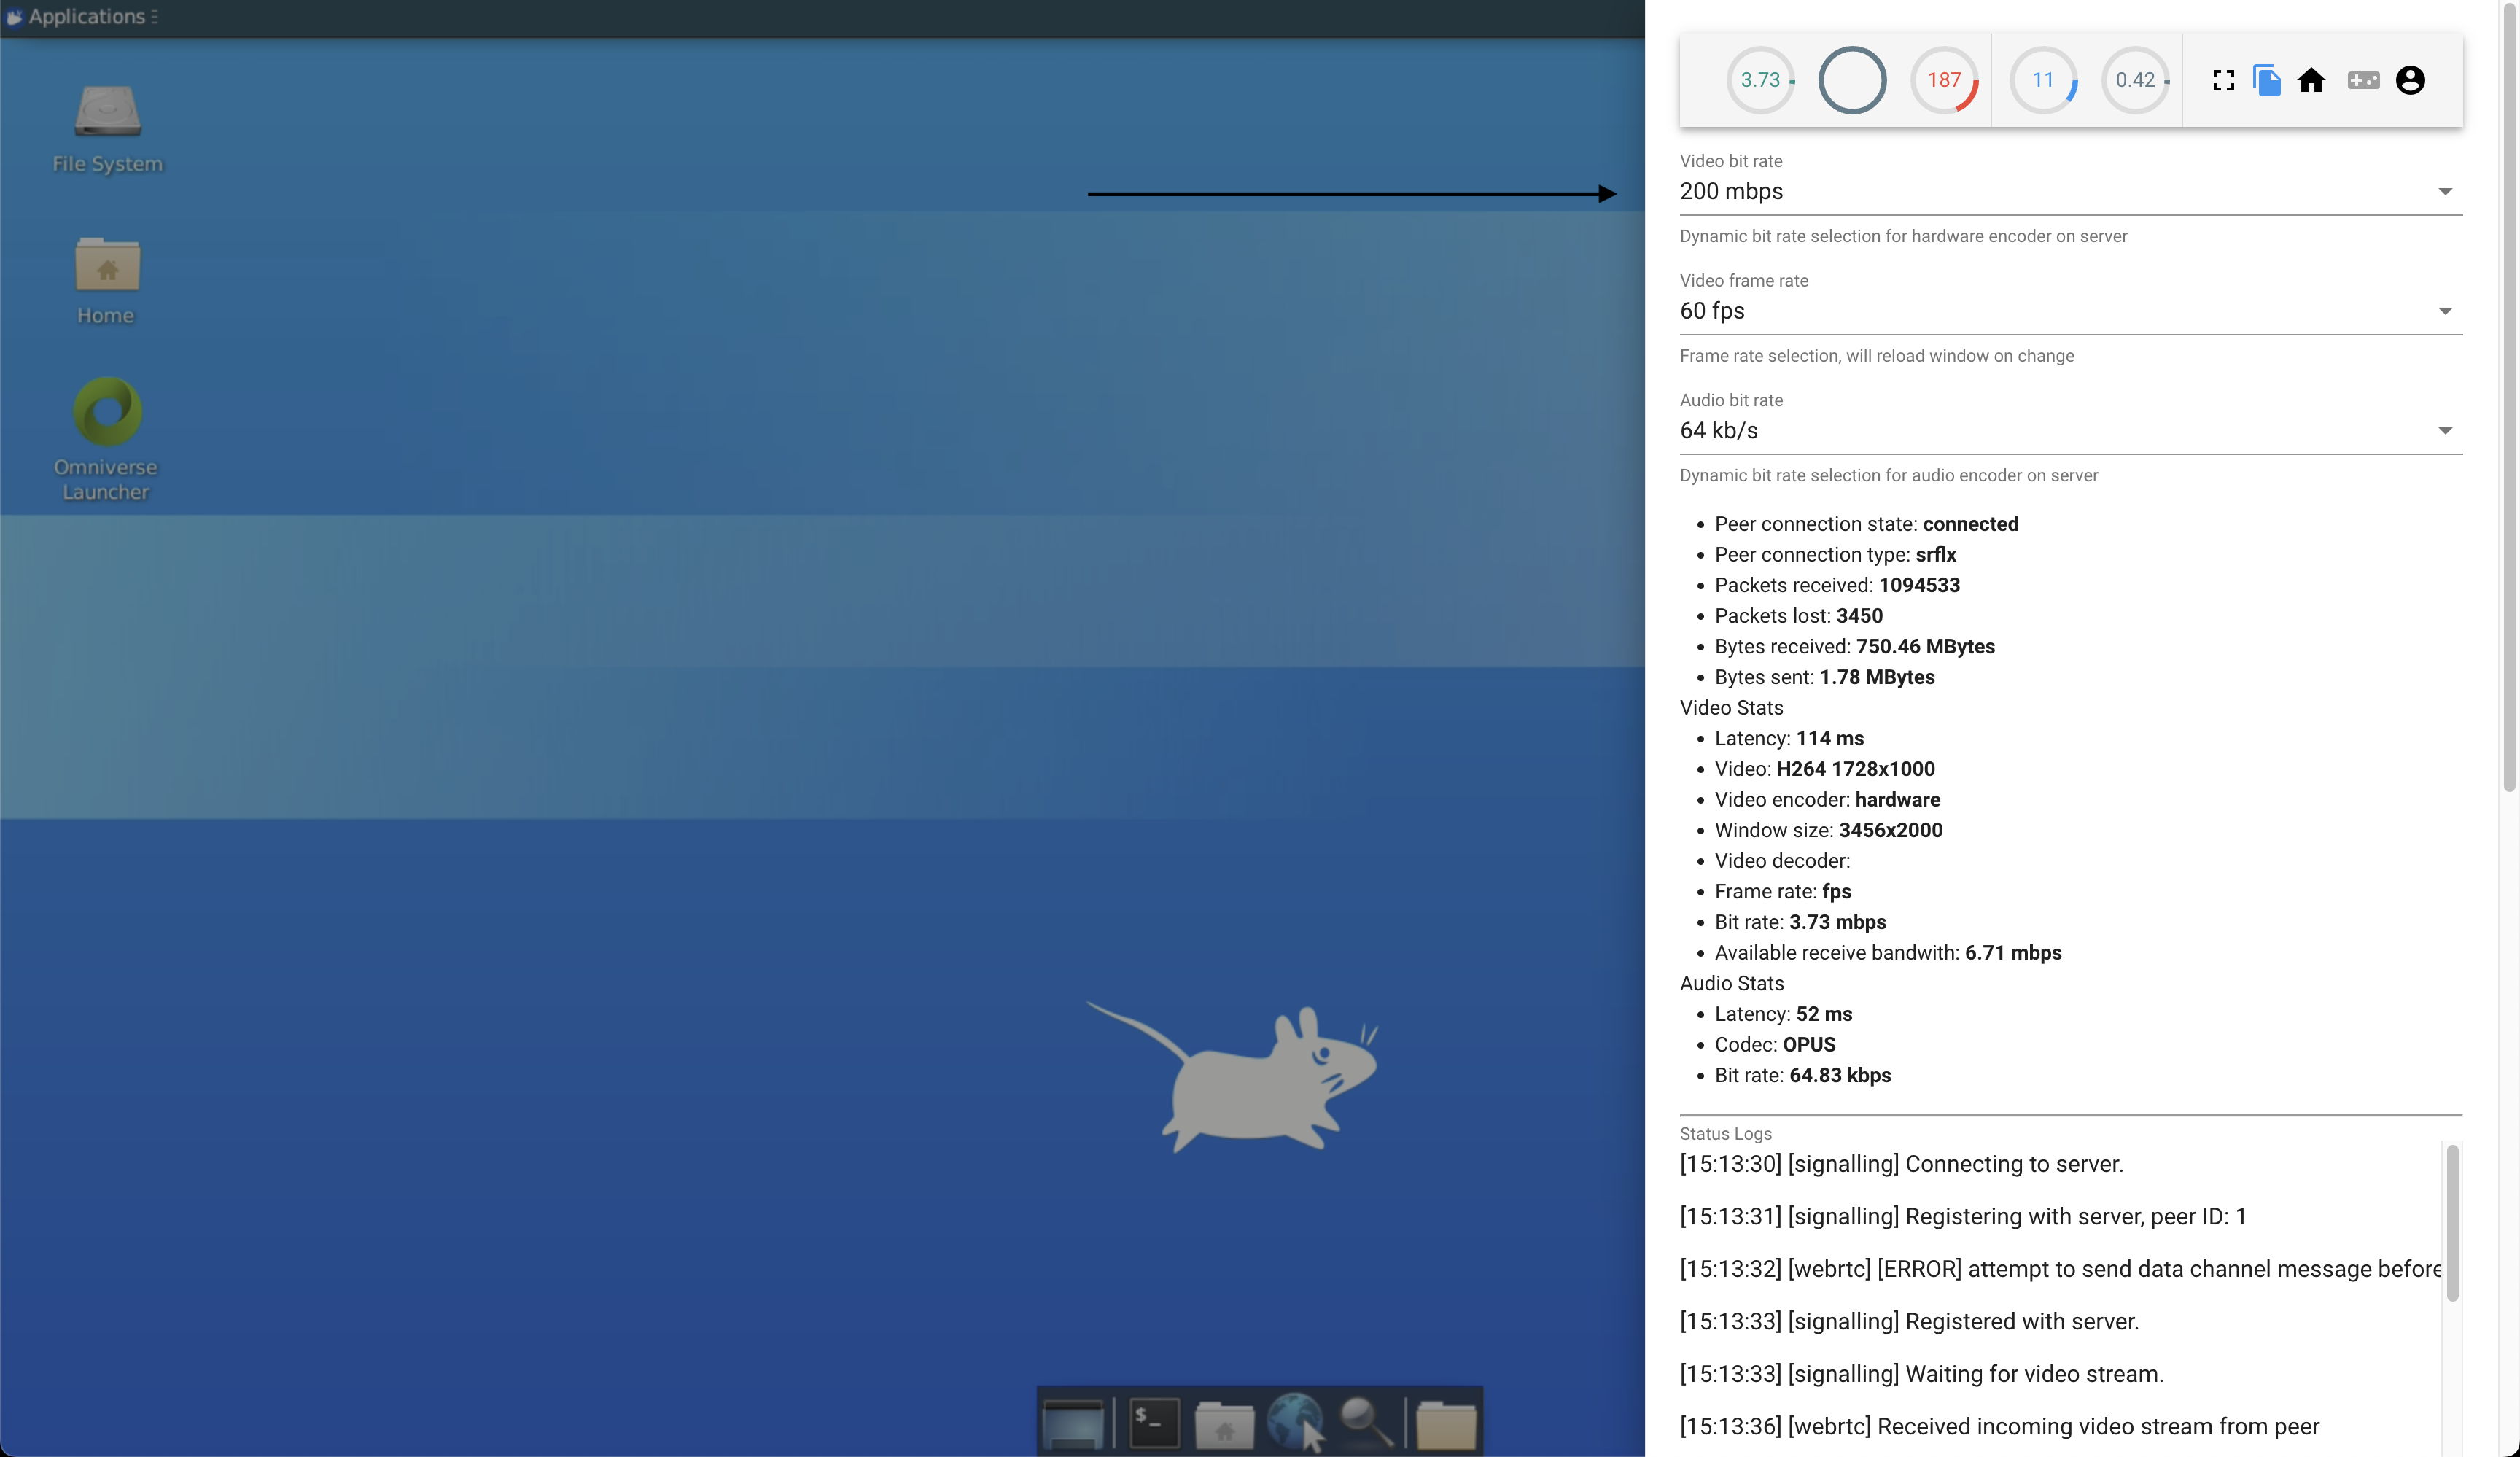 Applications
File System
Home
Omniverse
Launcher
$_
3.73
187
11
0.42
Video bit rate
200 mbps
Dynamic bit rate selection for hardware encoder on server
Video frame rate
60 fps
Frame rate selection, will reload window on change
Audio bit rate
64 kb/s
Dynamic bit rate selection for audio encoder on server
Peer connection state: connected
Peer connection type: srflx
Packets received: 1094533
Packets lost: 3450
Bytes received: 750.46 MBytes
Bytes sent: 1.78 MBytes
Video Stats
Latency: 114 ms
Video: H264 1728x1000
Video encoder: hardware
Window size: 3456x2000
Video decoder:
Frame rate: fps
Bit rate: 3.73 mbps
Available receive bandwith: 6.71 mbps
Audio Stats
Latency: 52 ms
Codec: OPUS
Bit rate: 64.83 kbps
Status Logs
[15:13:30] [signalling] Connecting to server.
[15:13:31] [signalling] Registering with server, peer ID: 1
[15:13:32] [webrtc] [ERROR] attempt to send data channel message before
[15:13:33] [signalling] Registered with server.
[15:13:33] [signalling] Waiting for video stream.
[15:13:36] [webrtc] Received incoming video stream from peer